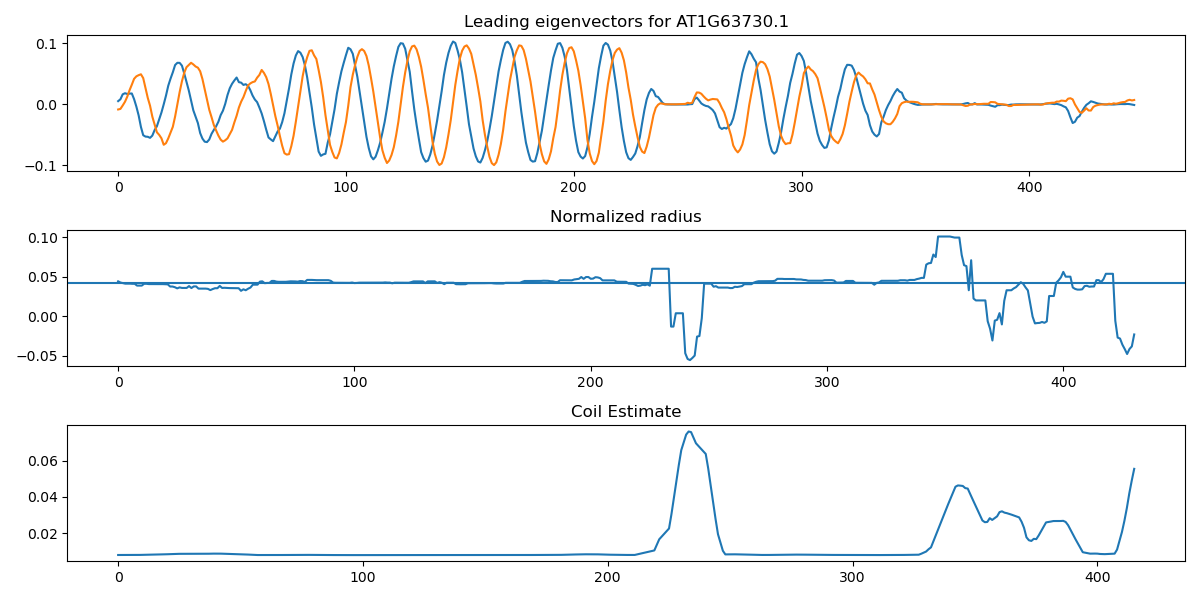 Leading eigenvectors for AT1G63730.1
0.1
0.0
−0.1
0 100 200 300 400
Normalized radius
0.10
0.05
0.00
−0.05
0 100 200 300 400
Coil Estimate
0.06
0.04
0.02
0 100 200 300 400